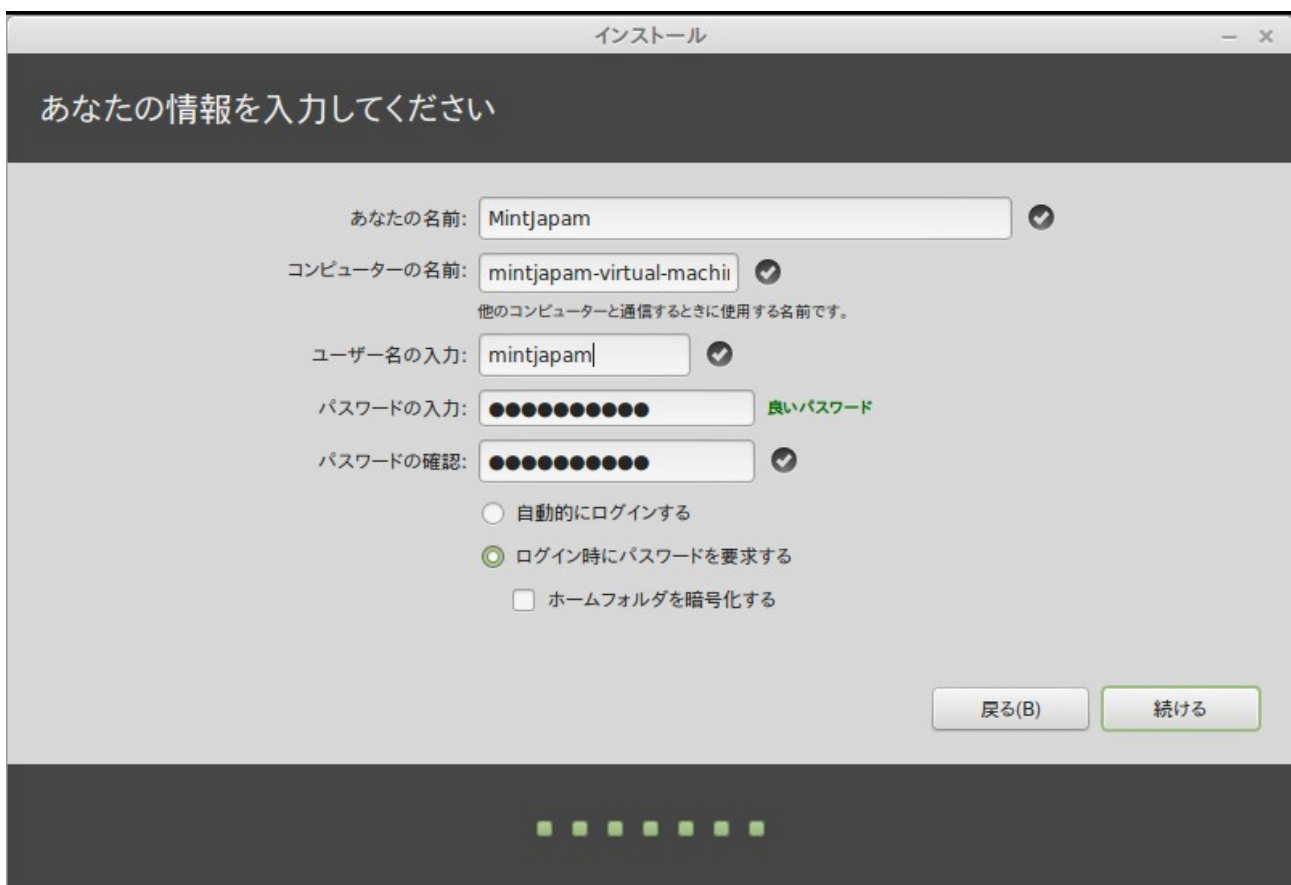 インストール
あなたの情報を入力してください
あなたの名前: MintJapam
コンピューターの名前: mintjapam-virtual-machi
他のコンピューターと通信するときに使用する名前です。
ユーザー名の入力: mintjapam
パスワードの入力: ●●●●●●●●●● 良いパスワード
パスワードの確認: ●●●●●●●●●●
自動的にログインする
ログイン時にパスワードを要求する
ホームフォルダを暗号化する
戻る(B) 続ける